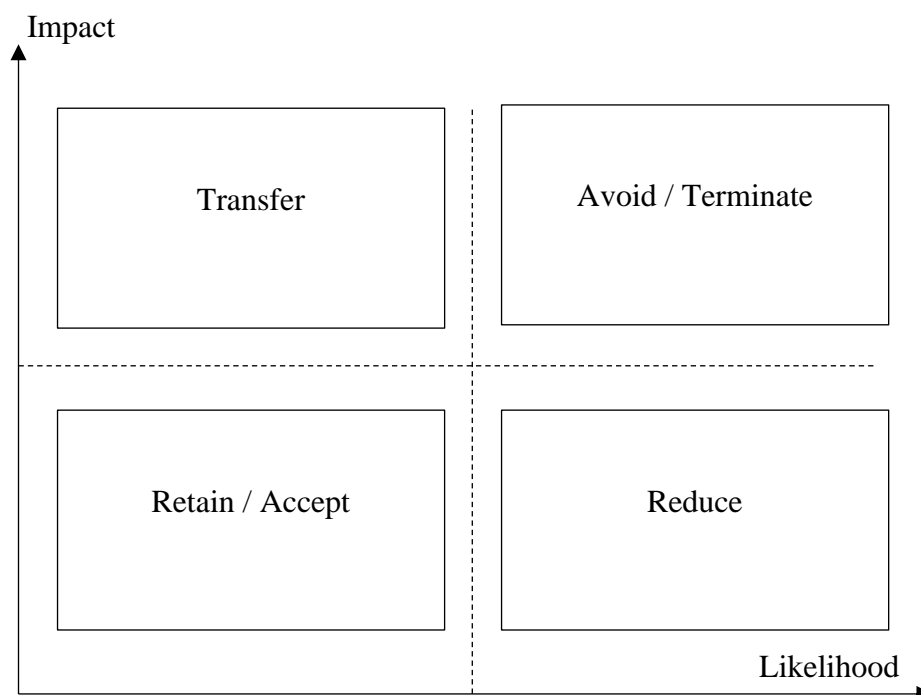 Impact
Transfer
Avoid / Terminate
Retain / Accept
Reduce
Likelihood